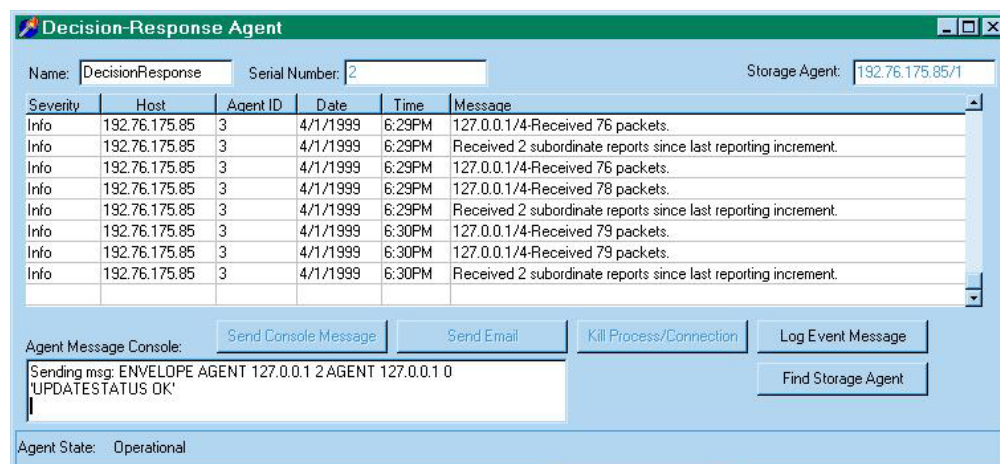 Decision-Response Agent
Name: DecisionResponse Serial Number: 2 Storage Agent: 192.76.175.85/1
Severity Host Agent ID Date Time Message
Info 192.76.175.85 3 4/1/1999 6:29PM 127.0.0.1/4-Received 76 packets.
Info 192.76.175.85 3 4/1/1999 6:29PM Received 2 subordinate reports since last reporting increment.
Info 192.76.175.85 3 4/1/1999 6:29PM 127.0.0.1/4-Received 76 packets.
Info 192.76.175.85 3 4/1/1999 6:29PM 127.0.0.1/4-Received 78 packets.
Info 192.76.175.85 3 4/1/1999 6:29PM Received 2 subordinate reports since last reporting increment.
Info 192.76.175.85 3 4/1/1999 6:30PM 127.0.0.1/4-Received 79 packets.
Info 192.76.175.85 3 4/1/1999 6:30PM 127.0.0.1/4-Received 79 packets.
Info 192.76.175.85 3 4/1/1999 6:30PM Received 2 subordinate reports since last reporting increment.
Send Console Message Send Email Kill Process/Connection Log Event Message
Agent Message Console:
Sending msg: ENVELOPE AGENT 127.0.0.1 2 AGENT 127.0.0.1 0
'UPDATESTATUS OK'
Find Storage Agent
Agent State: Operational